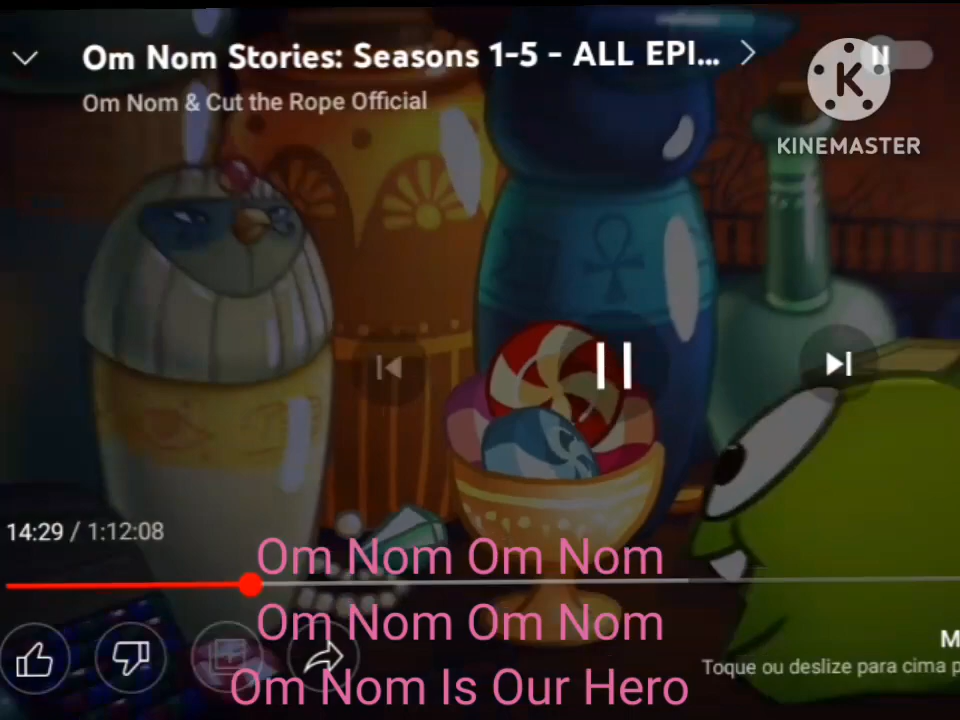 Om Nom Stories: Seasons 1-5 - ALL EPI...
Om Nom & Cut the Rope Official
K
KINEMASTER
14:29 / 1:12:08
Om Nom Om Nom
Om Nom Om Nom
Om Nom Is Our Hero
M
Toque ou deslize para cima p